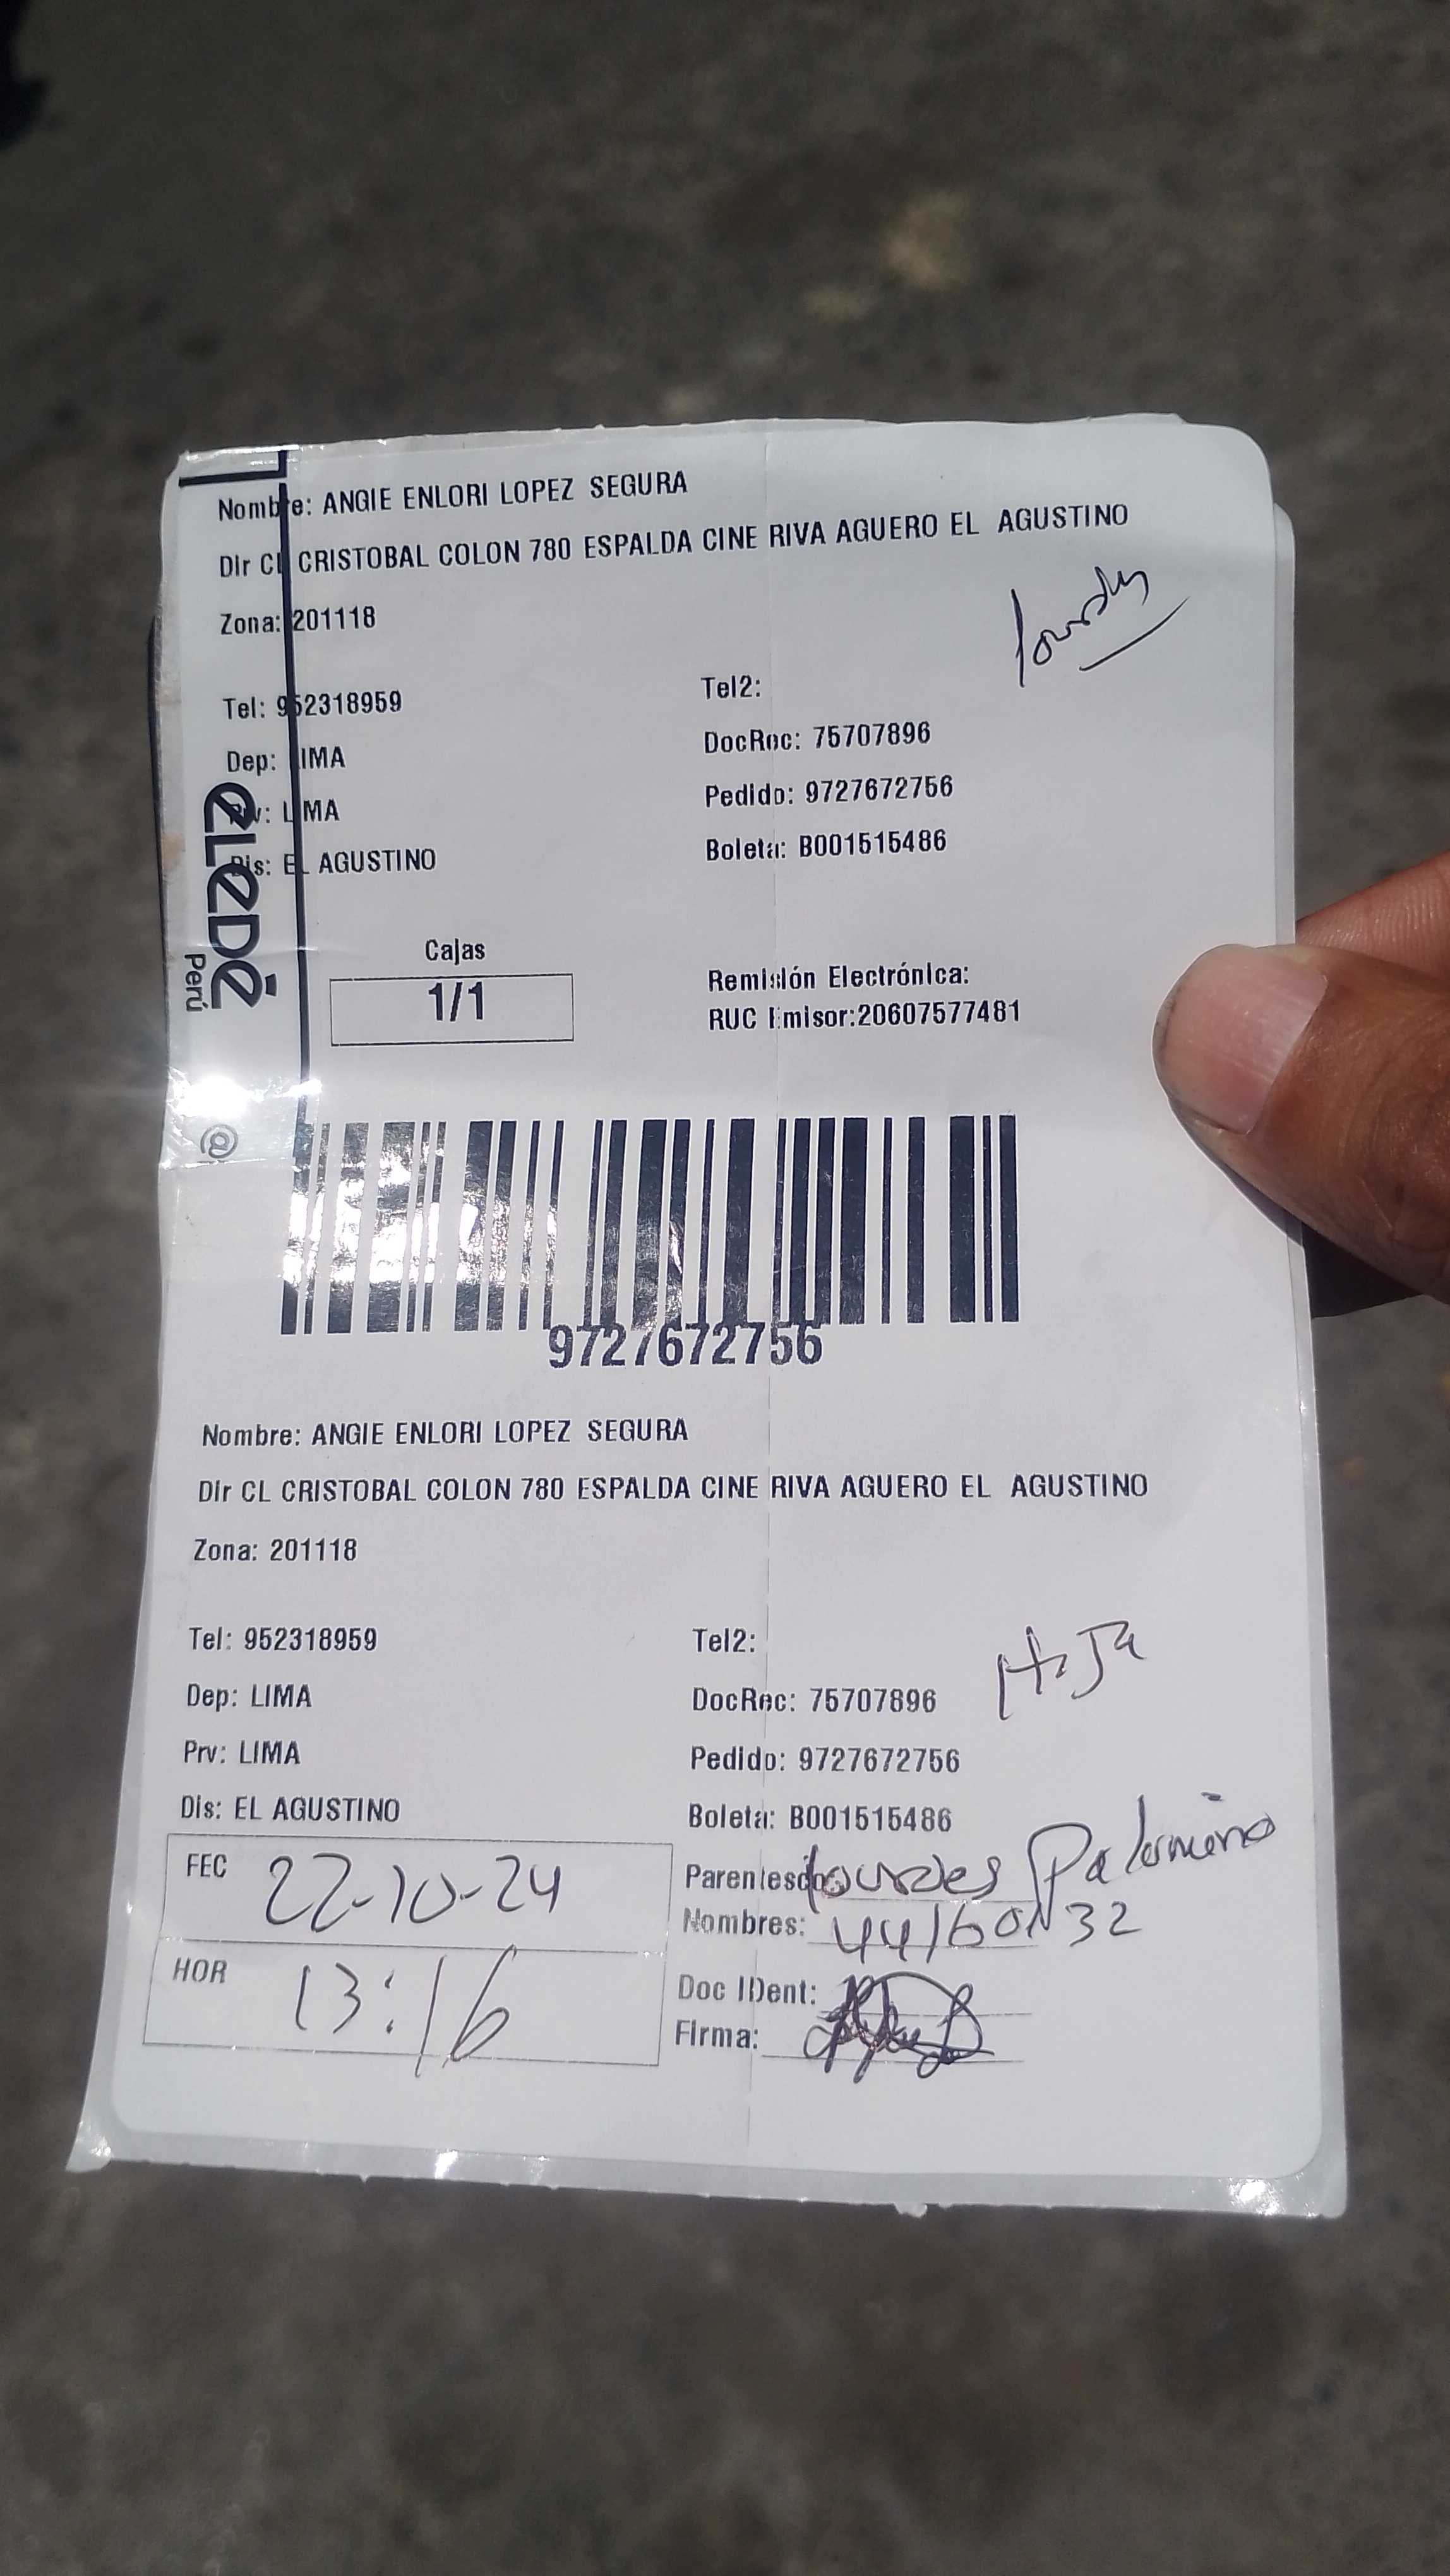 Nombre: ANGIE ENLORI LOPEZ SEGURA
Dir CL CRISTOBAL COLON 780 ESPALDA CINE RIVA AGUERO EL AGUSTINO
Zona: 201118
Lourdes
Tel: 952318959 Tel2:
DocRec: 75707896
Dep: LIMA
Pedido: 9727672756
Prv: LIMA
Boleta: B001515486
Dis: EL AGUSTINO
eLeDē
Perú
Cajas
1/1
Remisión Electrónica:
RUC Emisor:20607577481
@
9727672756
Nombre: ANGIE ENLORI LOPEZ SEGURA
Dir CL CRISTOBAL COLON 780 ESPALDA CINE RIVA AGUERO EL AGUSTINO
Zona: 201118
Tel: 952318959 Tel2:
Dep: LIMA DocRec: 75707896
Prv: LIMA Pedido: 9727672756
Dis: EL AGUSTINO Boleta: B001515486
FEC 22-10-24
Parentesco: Lourdes Palomino
Nombres:
HOR 13:16
Doc IDent:
Firma: